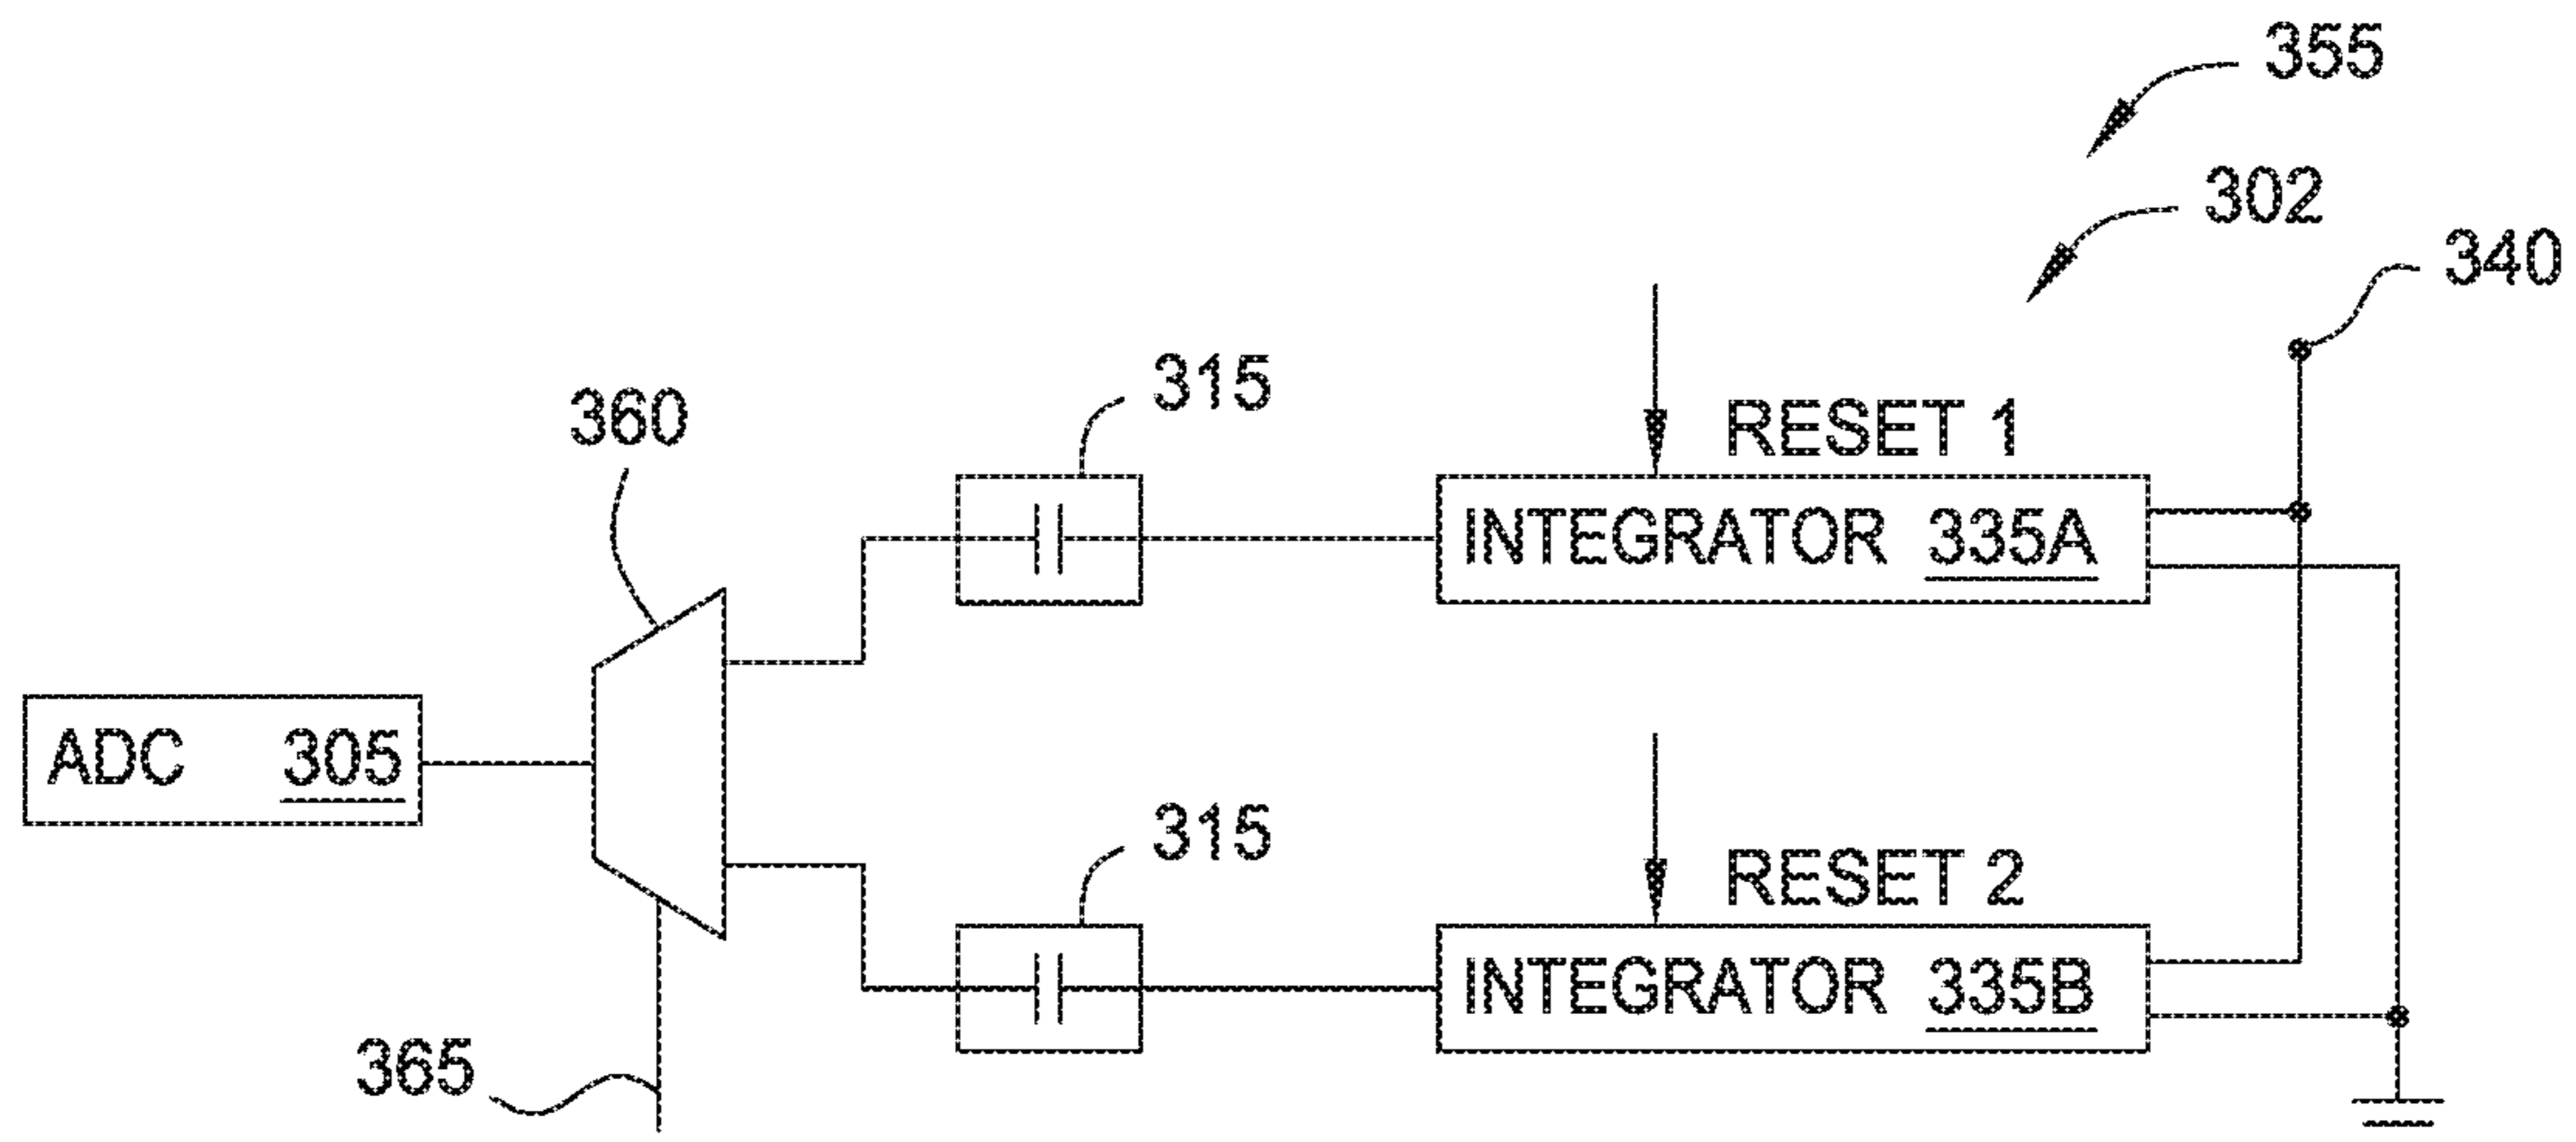 355
302
340
315
360
RESET 1
INTEGRATOR 335A
ADC 305
315
RESET 2
INTEGRATOR 335B
365